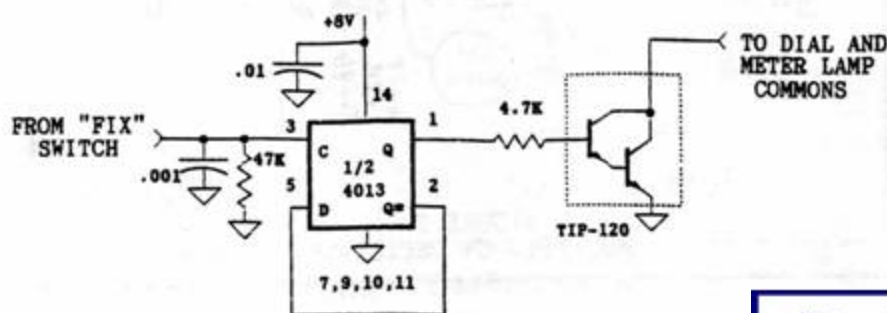 +8V
.01
14
4.7K
TO DIAL AND
METER LAMP
COMMONS
FROM "FIX"
SWITCH
3
1
C
Q
47K
.001
1/2
4013
5
2
D
Q*
TIP-120
7,9,10,11